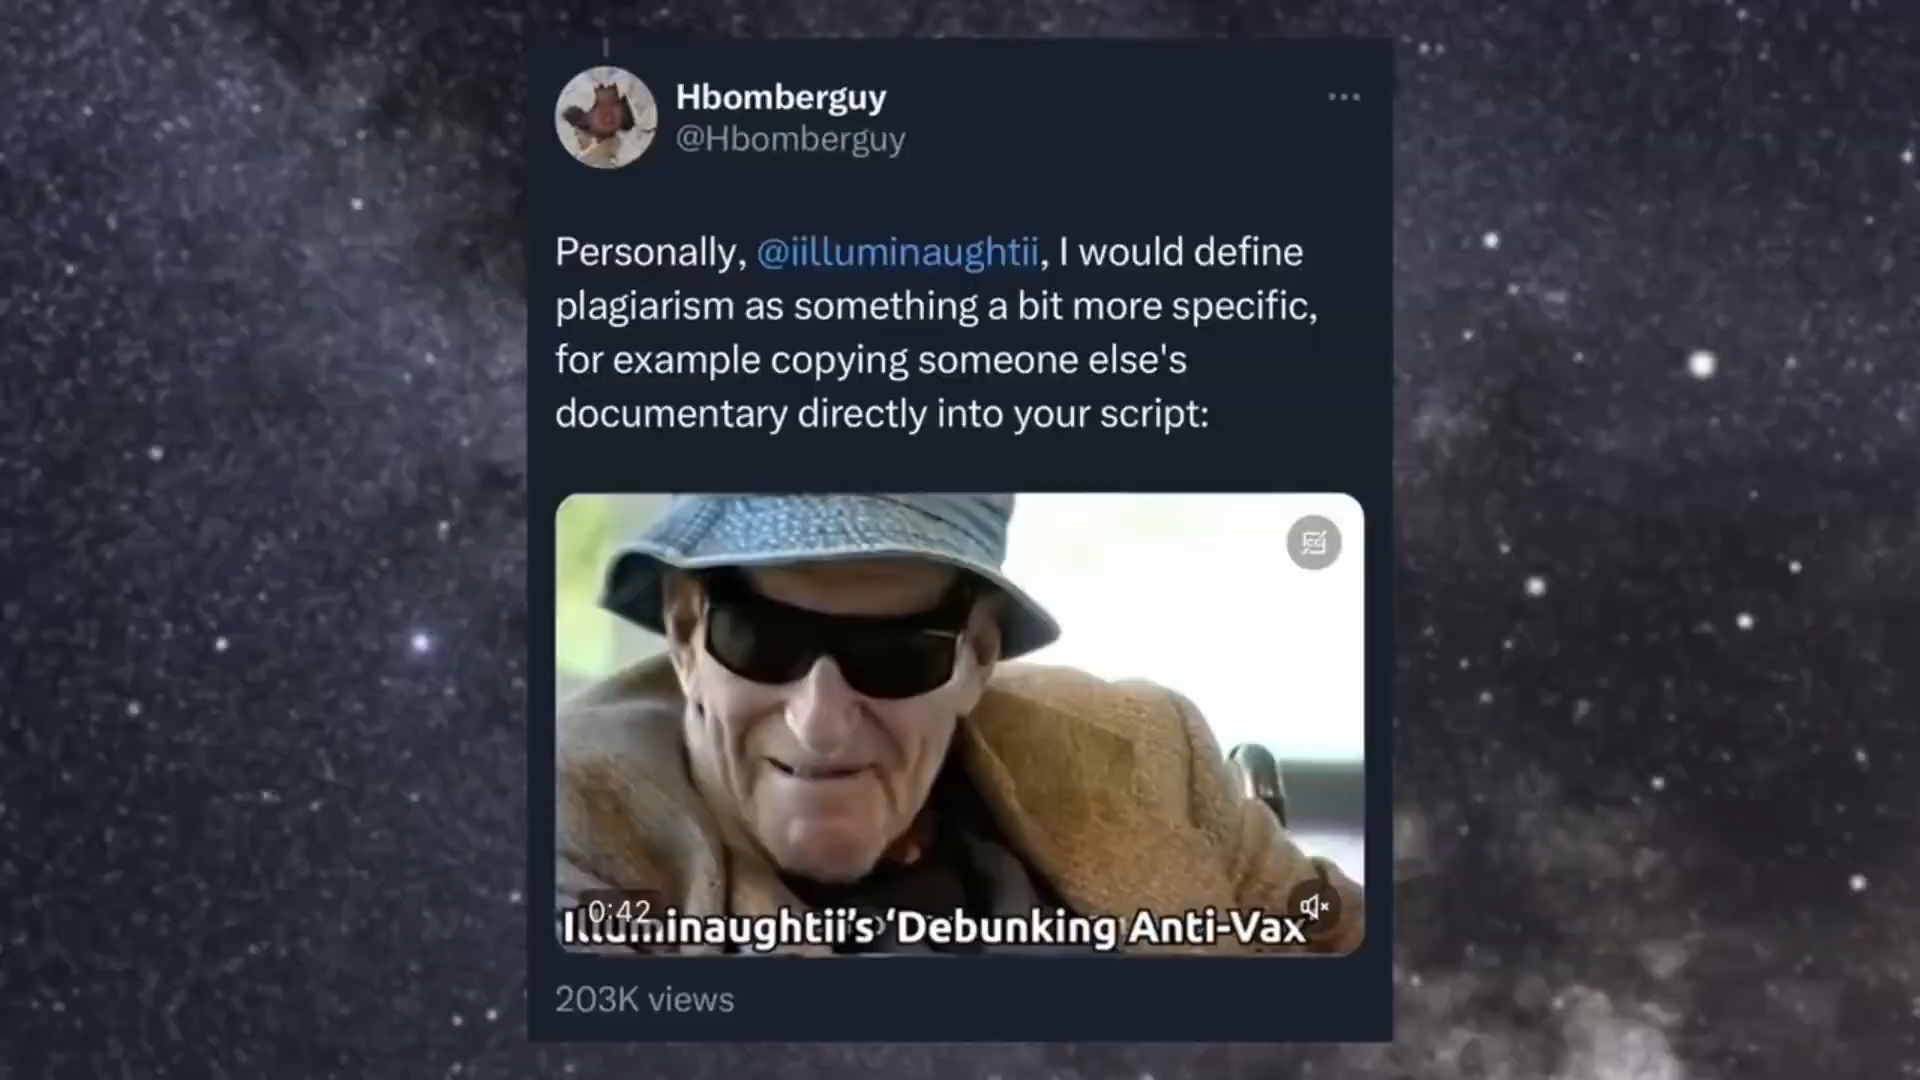 Hbomberguy
@Hbomberguy
Personally, @iilluminaughtii, I would define
plagiarism as something a bit more specific,
for example copying someone else's
documentary directly into your script:
0:42
Illuminaughtii's ‘Debunking Anti-Vax’
203K views